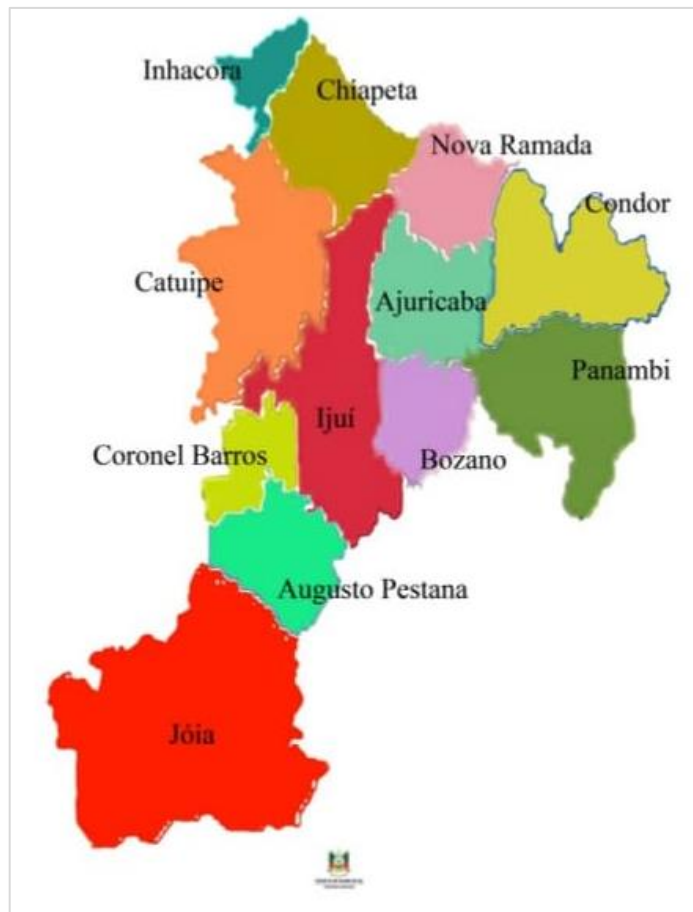 Inhacora
Chiapeta
Nova Ramada
Condor
Catuipe
Ajuricaba
Panambi
Ijuí
Coronel Barros
Bozano
Augusto Pestana
Jóia